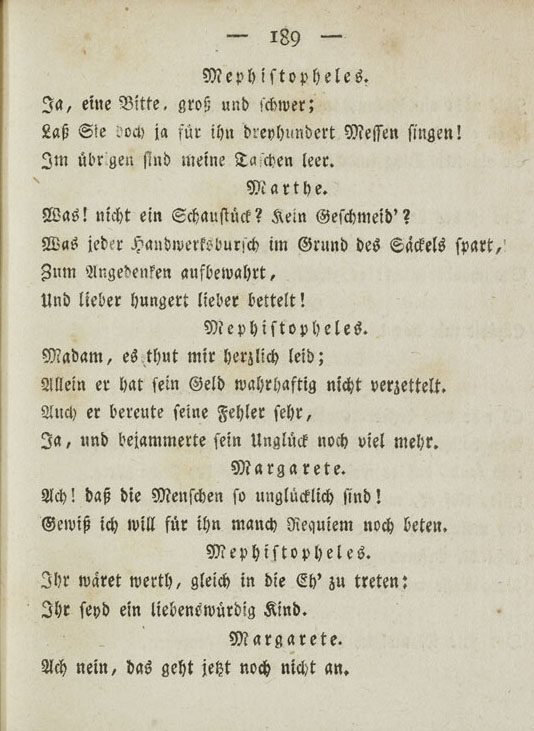 — 189 —
Mephistopheles.
Ja, eine Bitte, groß und schwer;
Laß Sie doch ja für ihn dreyhundert Messen singen!
Im übrigen sind meine Taschen leer.
Marthe.
Was! nicht ein Schaustück? Kein Geschmeid'?
Was jeder Handwerksbursch im Grund des Säckels spart,
Zum Angedenken aufbewahrt,
Und lieber hungert lieber bettelt!
Mephistopheles.
Madam, es thut mir herzlich leid;
Allein er hat sein Geld wahrhaftig nicht verzettelt.
Auch er bereute seine Fehler sehr,
Ja, und bejammerte sein Unglück noch viel mehr.
Margarete.
Ach! daß die Menschen so unglücklich sind!
Gewiß ich will für ihn manch Requiem noch beten.
Mephistopheles.
Ihr wäret werth, gleich in die Eh' zu treten:
Ihr seyd ein liebenswürdig Kind.
Margarete.
Ach nein, das geht jetzt noch nicht an.